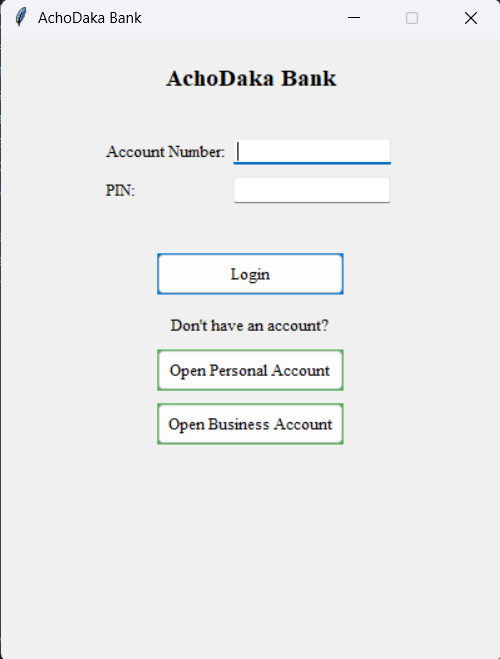 AchoDaka Bank
AchoDaka Bank
Account Number:
PIN:
Login
Don't have an account?
Open Personal Account
Open Business Account